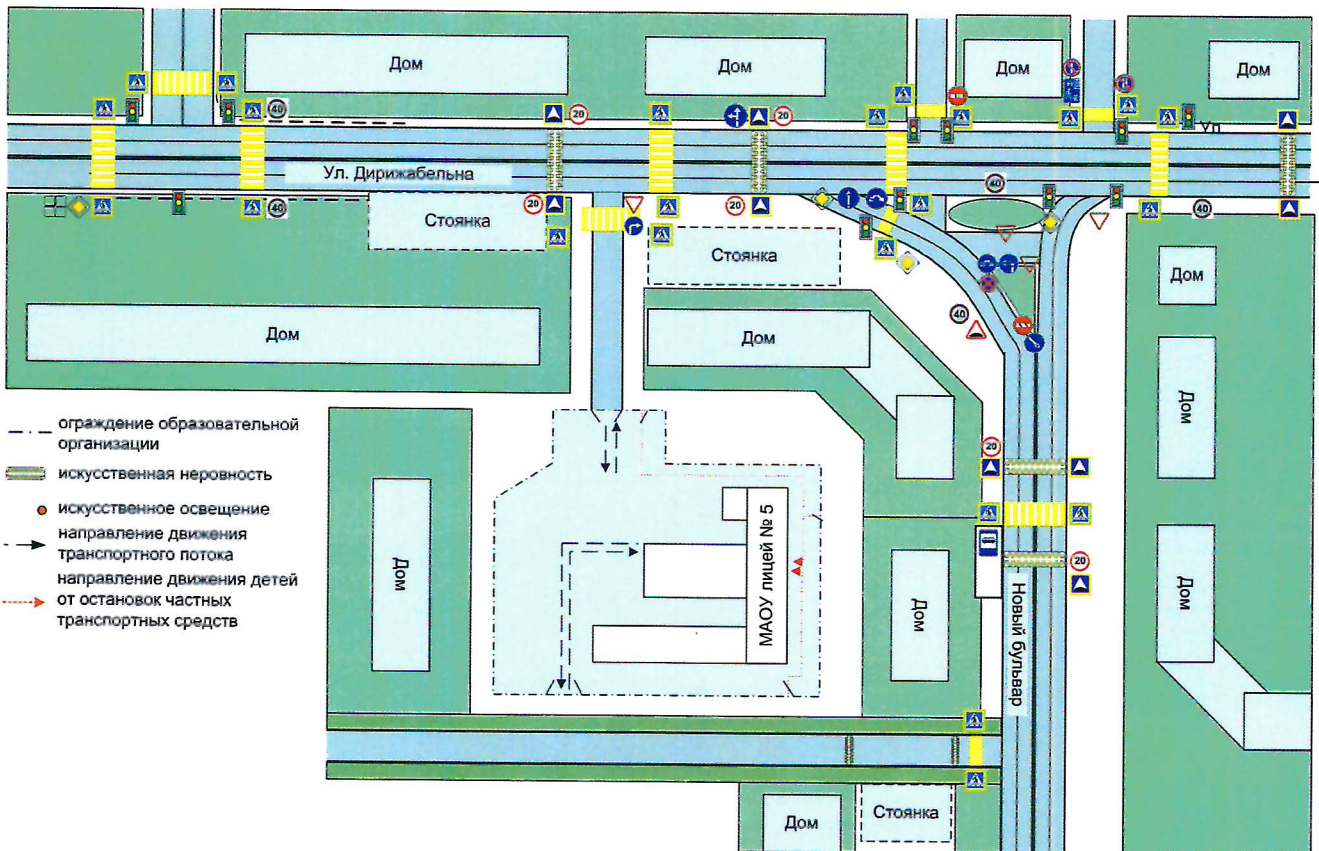 Дом
Дом
Дом
Дом
40
20
20
Уп
Ул. Дирижабельна
40
40
20
20
40
Стоянка
Стоянка
Дом
Дом
Дом
40
Дом
ограждение образовательной
организации
искусственная неровность
искусственное освещение
направление движения
транспортного потока
направление движения детей
от остановок частных
транспортных средств
Дом
МАОУ лицей № 5
20
Дом
20
Новый бульвар
Дом
Дом
Стоянка